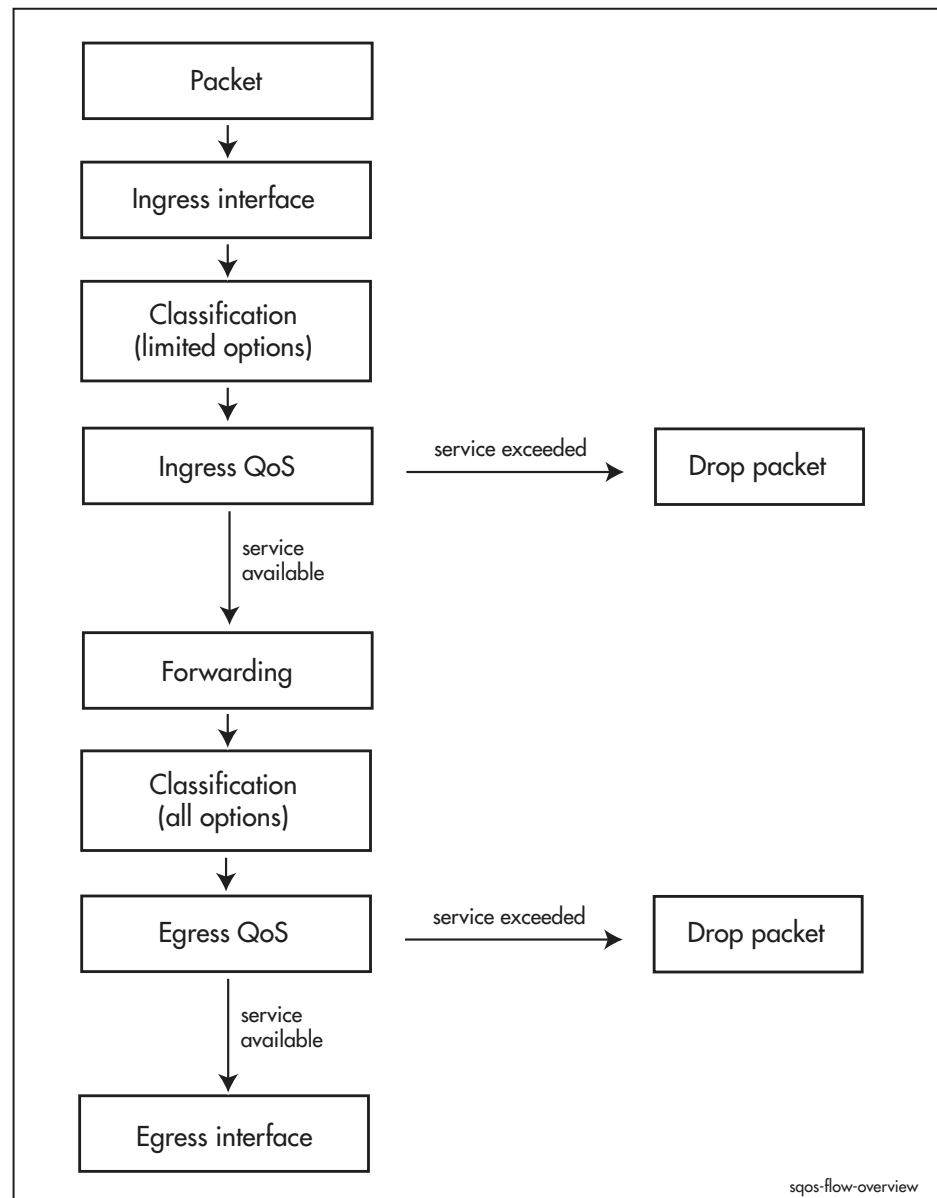 Packet
Ingress interface
Classification
(limited options)
Ingress QoS
service exceeded
Drop packet
service
available
Forwarding
Classification
(all options)
Egress QoS
service exceeded
Drop packet
service
available
Egress interface
sqos-flow-overview